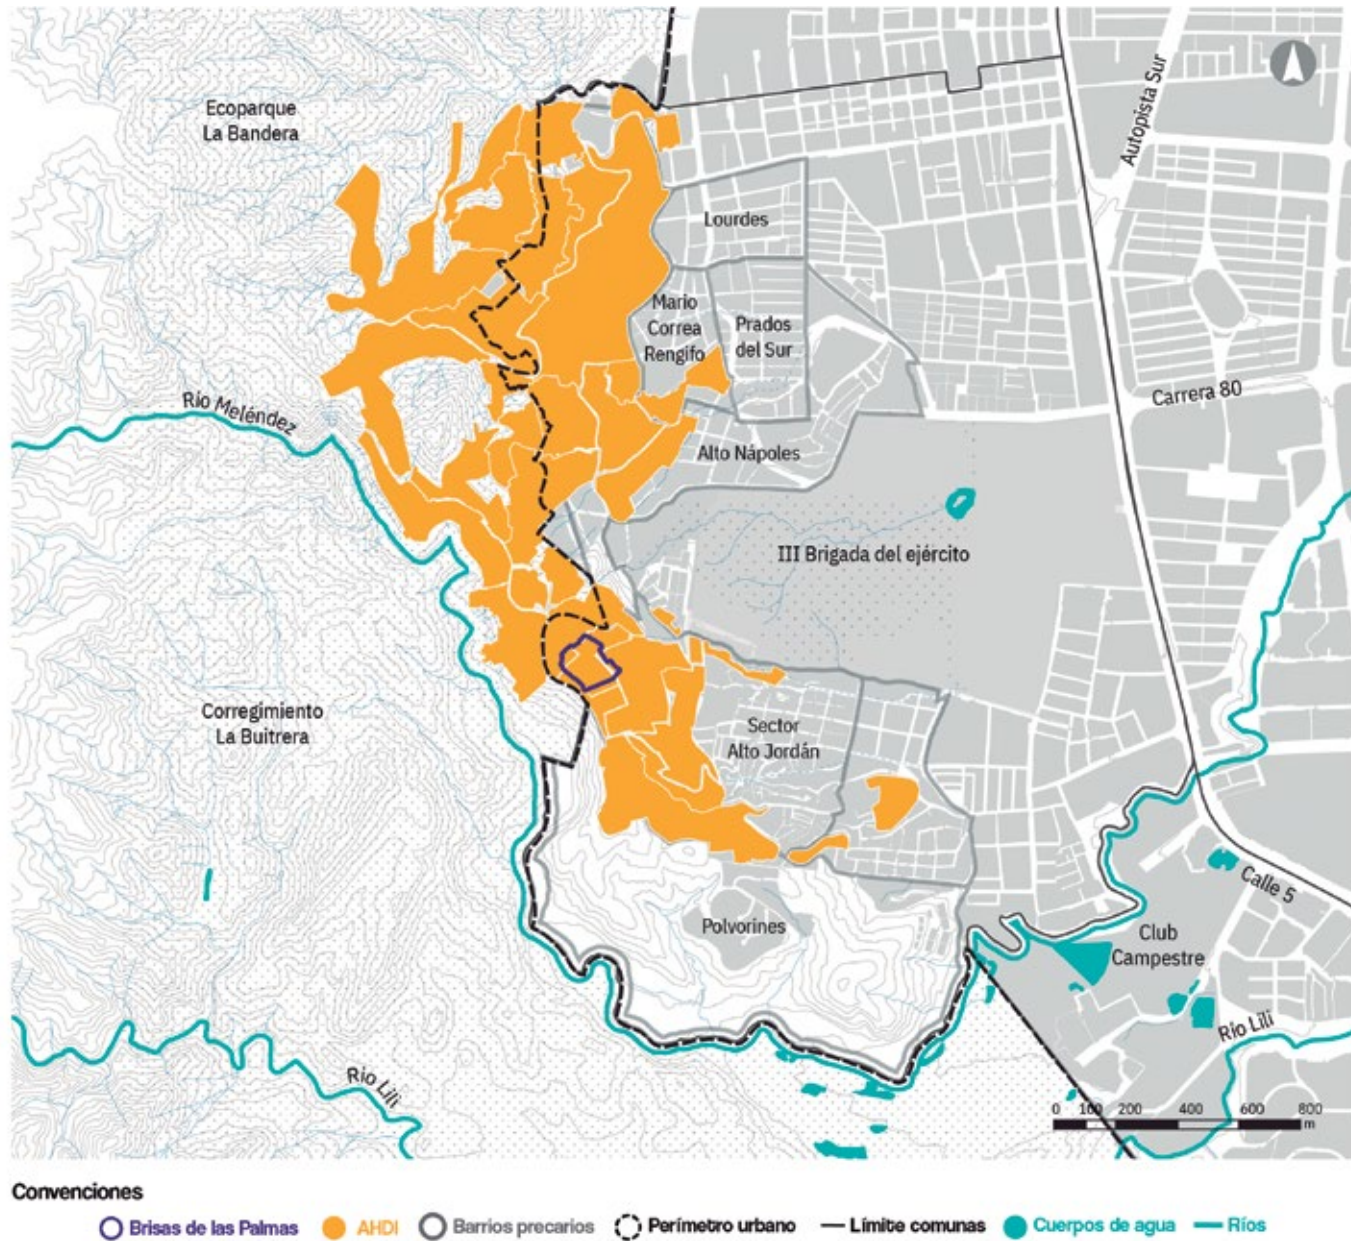 Ecoparque
La Bandera
Autopista Sur
Lourdes
Mario
Correa
Rengifo
Prados
del Sur
Carrera 80
Río Meléndez
Alto Nápoles
III Brigada del ejército
Corregimiento
La Buitrera
Sector
Alto Jordán
Calle 5
Polvorines
Club
Campestre
Río Lili
Río Lili
0 100 200 400 600 800
m
Convenciones
Brisas de las Palmas AHDI Barrios precarios Perímetro urbano Límite comunas Cuerpos de agua Ríos